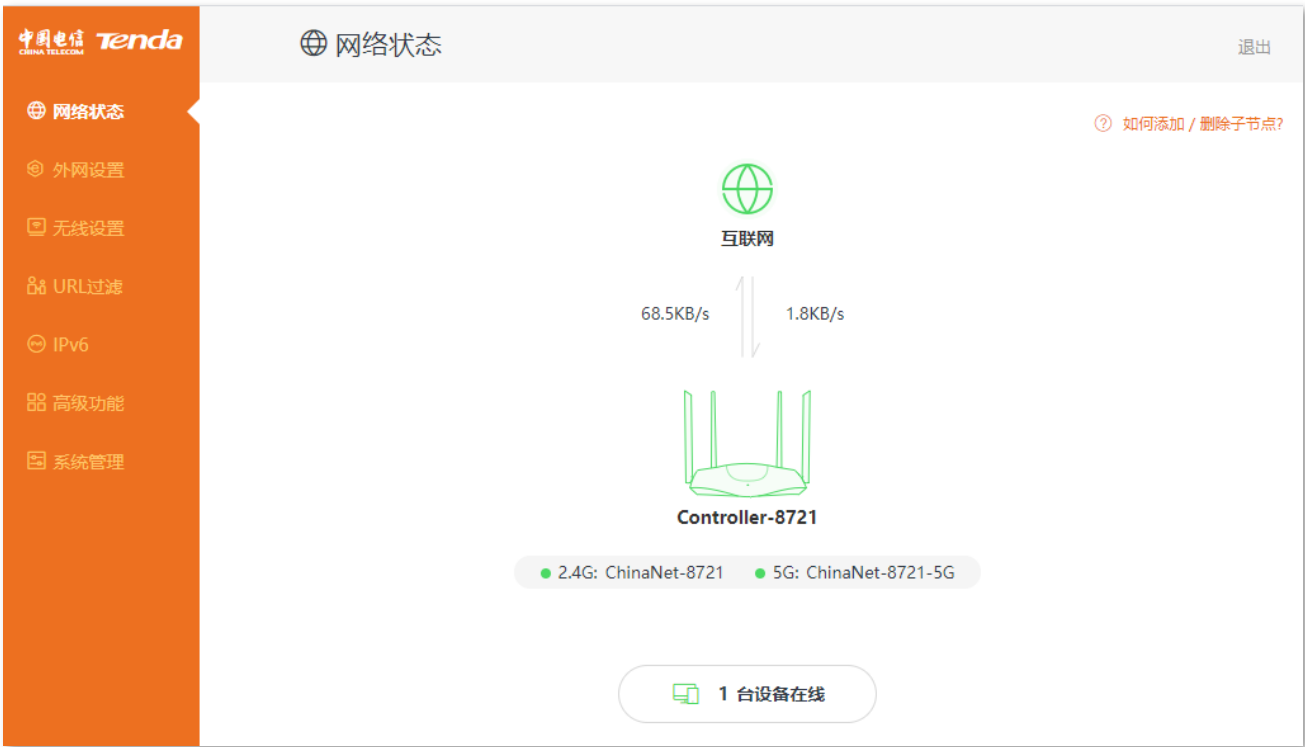 中国电信 Tenda
CHINA TELECOM
网络状态
退出
网络状态
外网设置
无线设置
URL过滤
IPv6
高级功能
系统管理
如何添加 / 删除子节点?
互联网
68.5KB/s 1.8KB/s
Controller-8721
2.4G: ChinaNet-8721 5G: ChinaNet-8721-5G
1 台设备在线